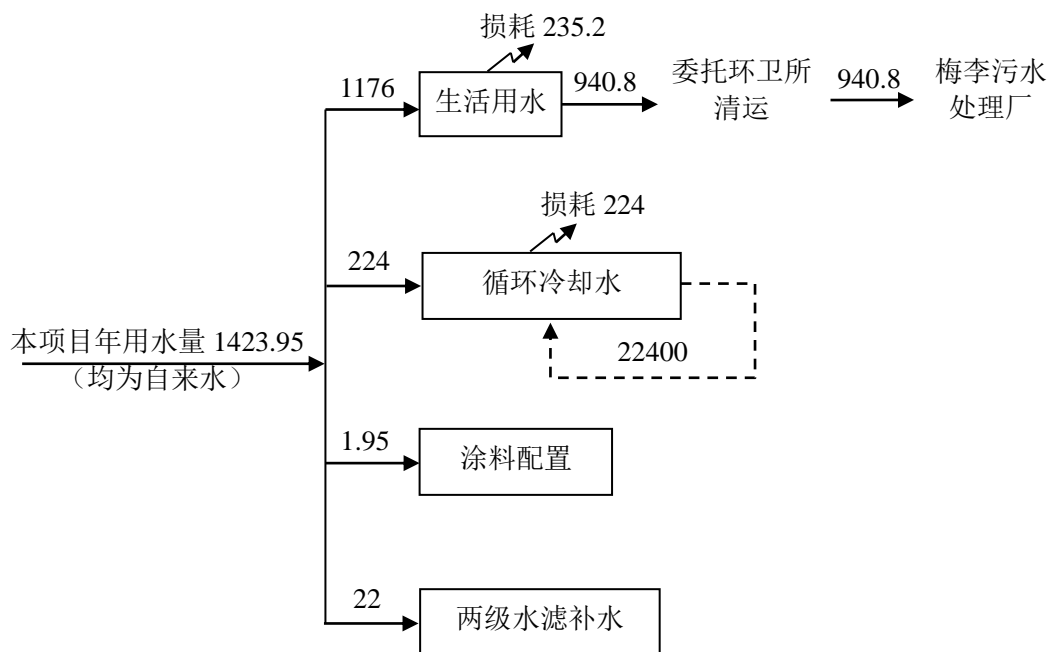 损耗 235.2
1176
生活用水
940.8
委托环卫所
清运
940.8
梅李污水
处理厂
损耗 224
224
循环冷却水
22400
本项目年用水量 1423.95
（均为自来水）
1.95
涂料配置
22
两级水滤补水